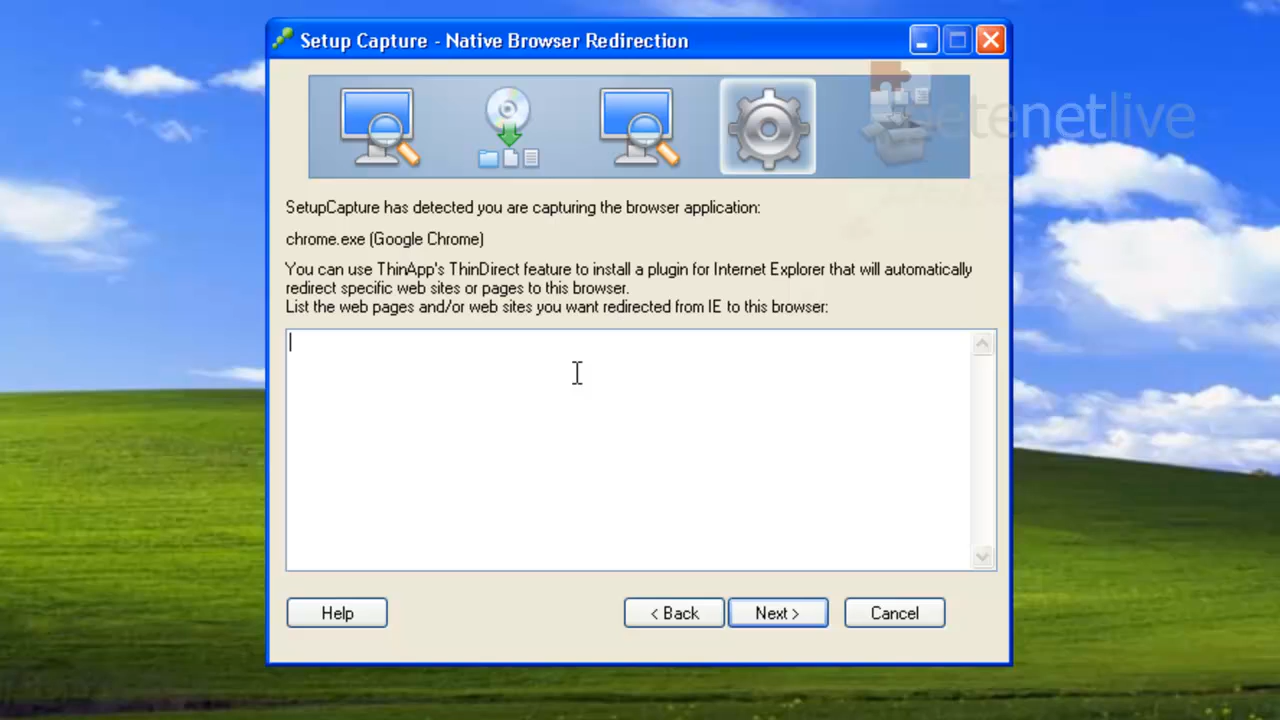 Setup Capture - Native Browser Redirection
etenetlive
SetupCapture has detected you are capturing the browser application:
chrome.exe (Google Chrome)
You can use ThinApp's ThinDirect feature to install a plugin for Internet Explorer that will automatically
redirect specific web sites or pages to this browser.
List the web pages and/or web sites you want redirected from IE to this browser:
Help
< Back
Next >
Cancel